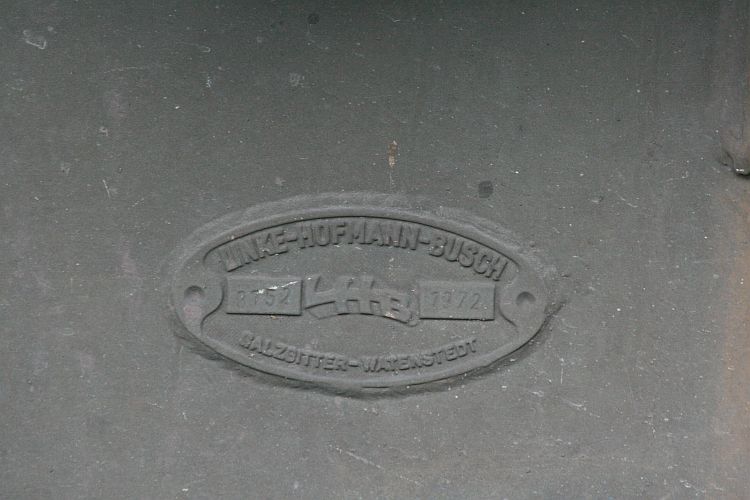 LINKE-HOFMANN-BUSCH
LHB
SALZGITTER-WATENSTEDT